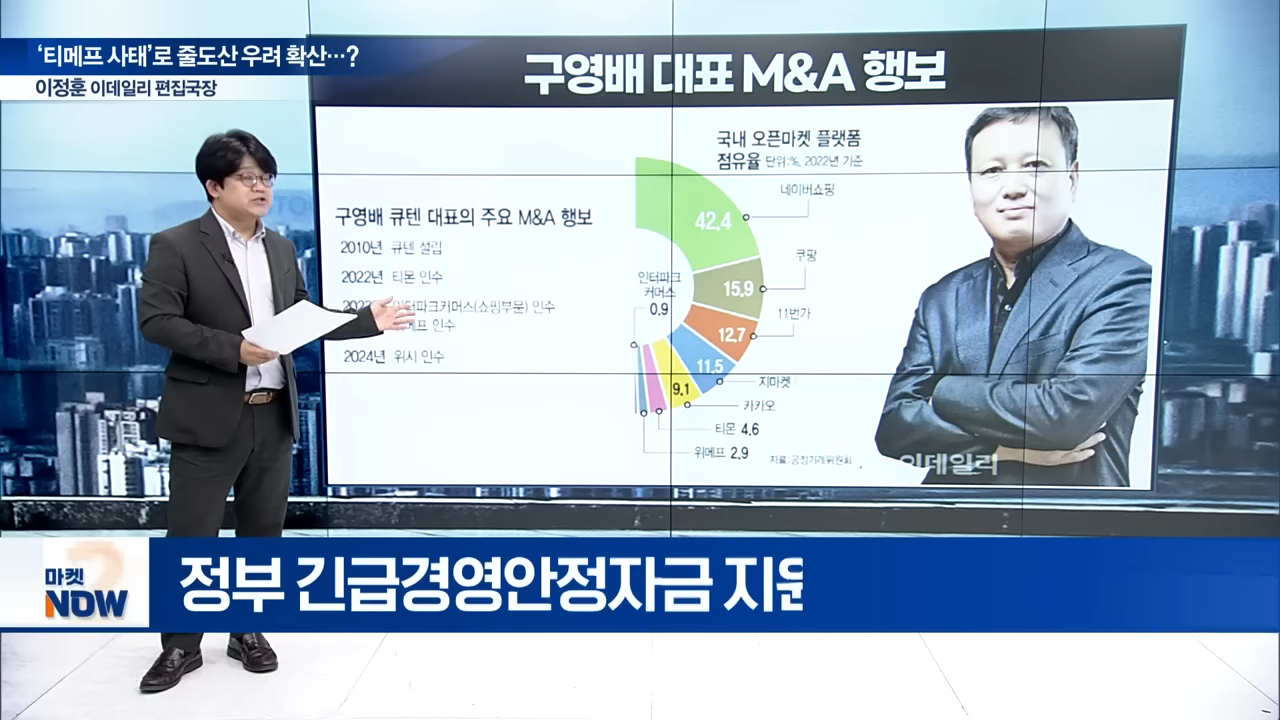 ‘티메프 사태’로 줄도산 우려 확산…?
이정훈 이데일리 편집국장
구영배 대표 M&A 행보
구영배 큐텐 대표의 주요 M&A 행보
2010년 큐텐 설립
2022년 티몬 인수
인터파크커머스(쇼핑부문) 인수
인수
2024년 위시 인수
국내 오픈마켓 플랫폼
점유율 단위:%, 2022년 기준
네이버쇼핑
42.4
쿠팡
15.9
11번가
12.7
지마켓
11.5
카카오
9.1
티몬 4.6
위메프 2.9
인터파크
커머스
0.9
자료:공정거래위원회
이데일리
마켓
NOW
정부 긴급경영안정자금 지원